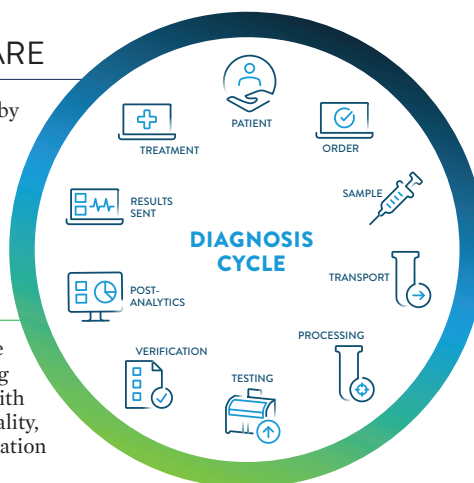 ARE
by
PATIENT
ORDER
SAMPLE
TRANSPORT
PROCESSING
TESTING
VERIFICATION
POST-
ANALYTICS
RESULTS
SENT
TREATMENT
DIAGNOSIS
CYCLE
e
g
ith
ality,
ation